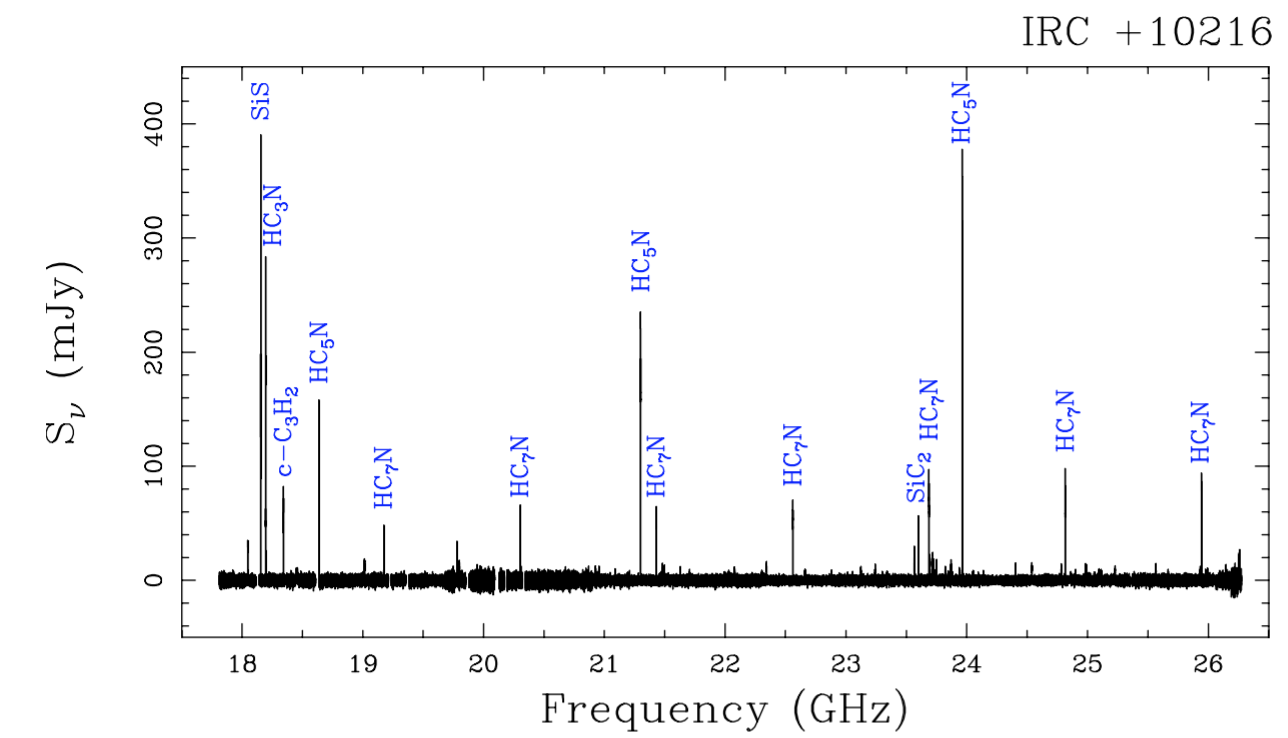 IRC +10216
SiS
HC₃N
c−C₃H₂
HC₅N
HC₇N
HC₇N
HC₅N
HC₇N
HC₇N
SiC₂
HC₇N
HC₅N
HC₇N
HC₇N
400
300
200
100
0
S_ν (mJy)
18 19 20 21 22 23 24 25 26
Frequency (GHz)